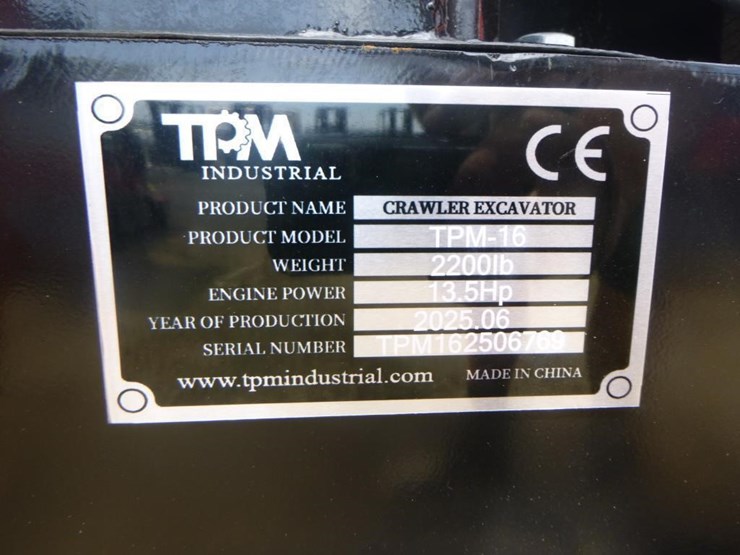 TPM
INDUSTRIAL
CE
PRODUCT NAME CRAWLER EXCAVATOR
PRODUCT MODEL TPM-16
WEIGHT 2200lb
ENGINE POWER 13.5Hp
YEAR OF PRODUCTION 2025.06
SERIAL NUMBER TPM162506769
www.tpmindustrial.com MADE IN CHINA